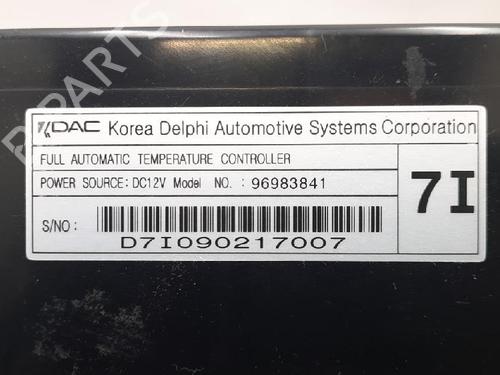 KDAC Korea Delphi Automotive Systems Corporation
FULL AUTOMATIC TEMPERATURE CONTROLLER
POWER SOURCE: DC12V Model NO. : 96983841
7I
S/NO :
D7I090217007